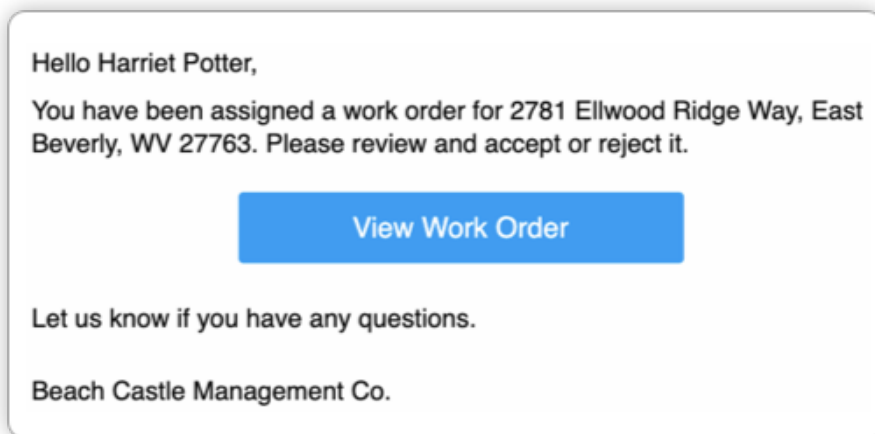 Hello Harriet Potter,
You have been assigned a work order for 2781 Ellwood Ridge Way, East
Beverly, WV 27763. Please review and accept or reject it.
View Work Order
Let us know if you have any questions.
Beach Castle Management Co.